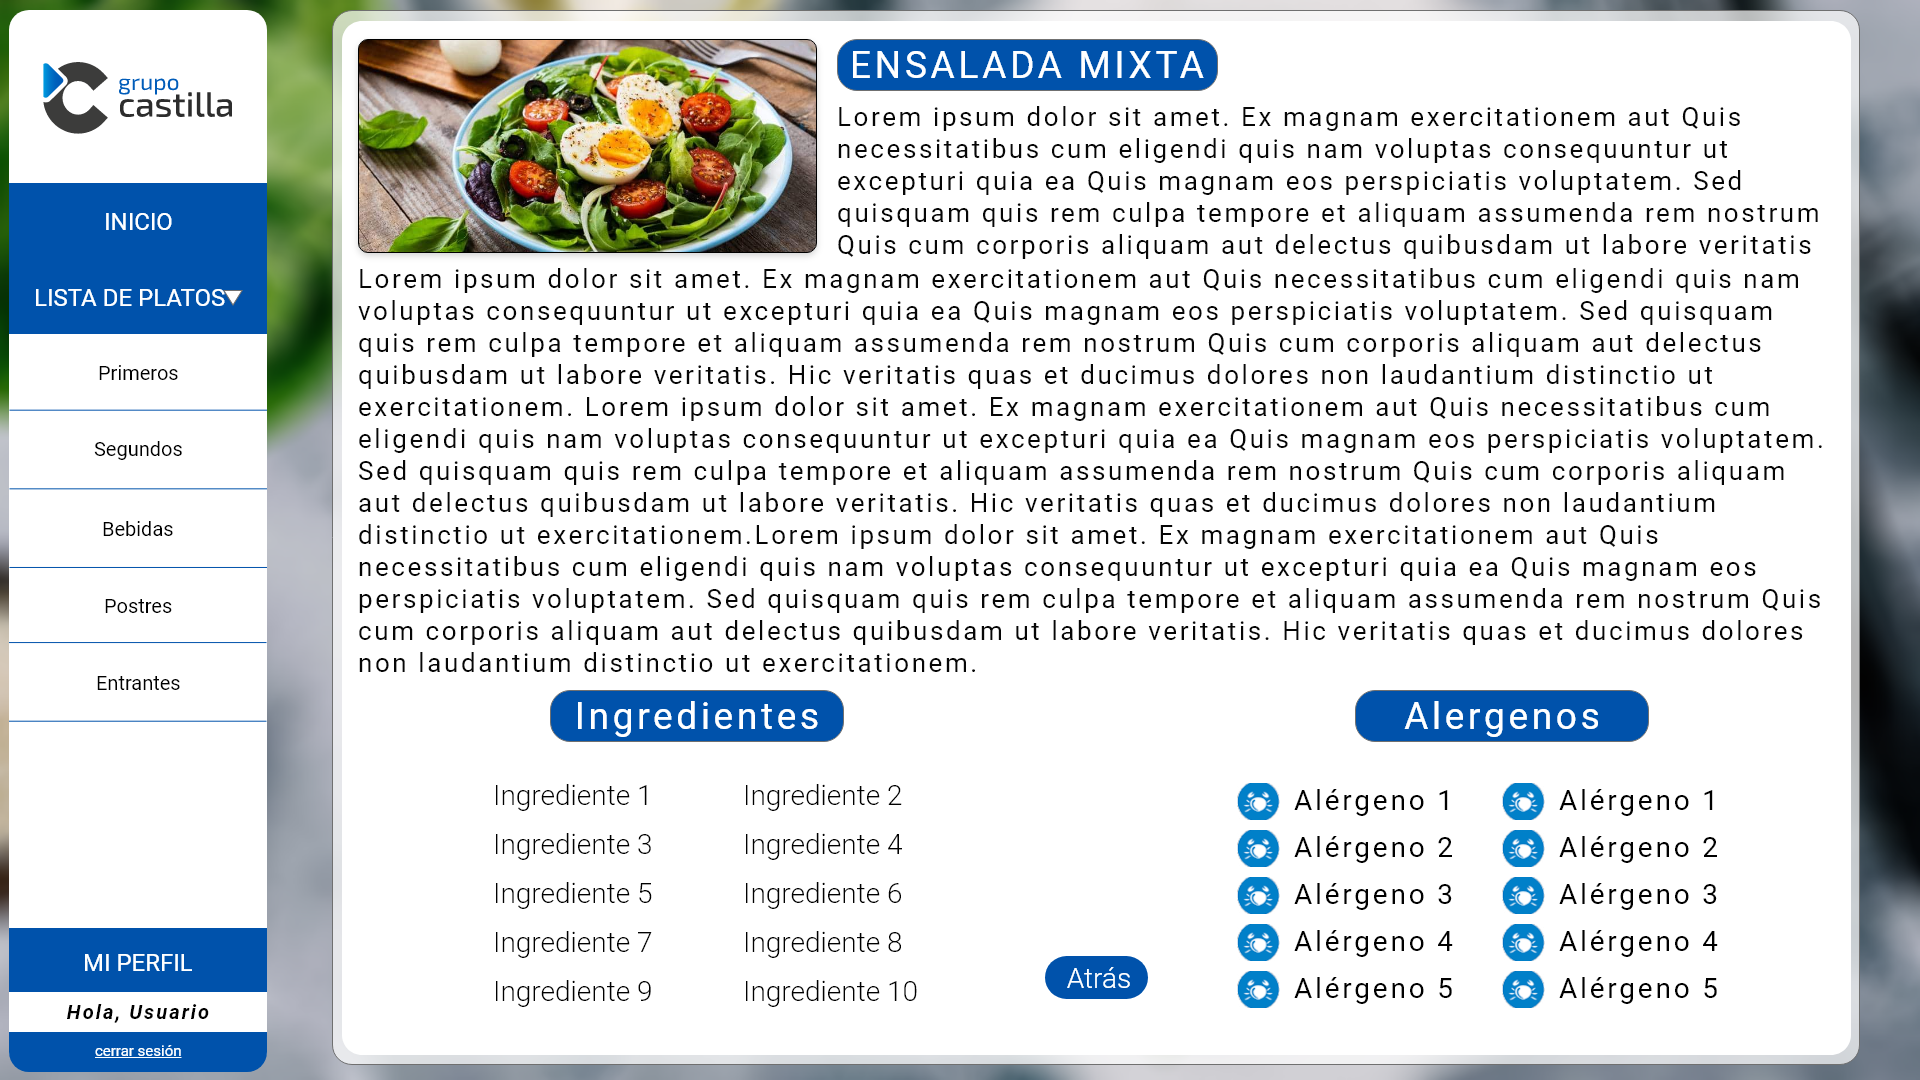 grupo
castilla
INICIO
LISTA DE PLATOS
Primeros
Segundos
Bebidas
Postres
Entrantes
MI PERFIL
Hola, Usuario
cerrar sesión
ENSALADA MIXTA
Lorem ipsum dolor sit amet. Ex magnam exercitationem aut Quis
necessitatibus cum eligendi quis nam voluptas consequuntur ut
excepturi quia ea Quis magnam eos perspiciatis voluptatem. Sed
quisquam quis rem culpa tempore et aliquam assumenda rem nostrum
Quis cum corporis aliquam aut delectus quibusdam ut labore veritatis
Lorem ipsum dolor sit amet. Ex magnam exercitationem aut Quis necessitatibus cum eligendi quis nam
voluptas consequuntur ut excepturi quia ea Quis magnam eos perspiciatis voluptatem. Sed quisquam
quis rem culpa tempore et aliquam assumenda rem nostrum Quis cum corporis aliquam aut delectus
quibusdam ut labore veritatis. Hic veritatis quas et ducimus dolores non laudantium distinctio ut
exercitationem. Lorem ipsum dolor sit amet. Ex magnam exercitationem aut Quis necessitatibus cum
eligendi quis nam voluptas consequuntur ut excepturi quia ea Quis magnam eos perspiciatis voluptatem.
Sed quisquam quis rem culpa tempore et aliquam assumenda rem nostrum Quis cum corporis aliquam
aut delectus quibusdam ut labore veritatis. Hic veritatis quas et ducimus dolores non laudantium
distinctio ut exercitationem.Lorem ipsum dolor sit amet. Ex magnam exercitationem aut Quis
necessitatibus cum eligendi quis nam voluptas consequuntur ut excepturi quia ea Quis magnam eos
perspiciatis voluptatem. Sed quisquam quis rem culpa tempore et aliquam assumenda rem nostrum Quis
cum corporis aliquam aut delectus quibusdam ut labore veritatis. Hic veritatis quas et ducimus dolores
non laudantium distinctio ut exercitationem.
Ingredientes
Ingrediente 1 Ingrediente 2
Ingrediente 3 Ingrediente 4
Ingrediente 5 Ingrediente 6
Ingrediente 7 Ingrediente 8
Ingrediente 9 Ingrediente 10
Atrás
Alergenos
Alérgeno 1 Alérgeno 1
Alérgeno 2 Alérgeno 2
Alérgeno 3 Alérgeno 3
Alérgeno 4 Alérgeno 4
Alérgeno 5 Alérgeno 5